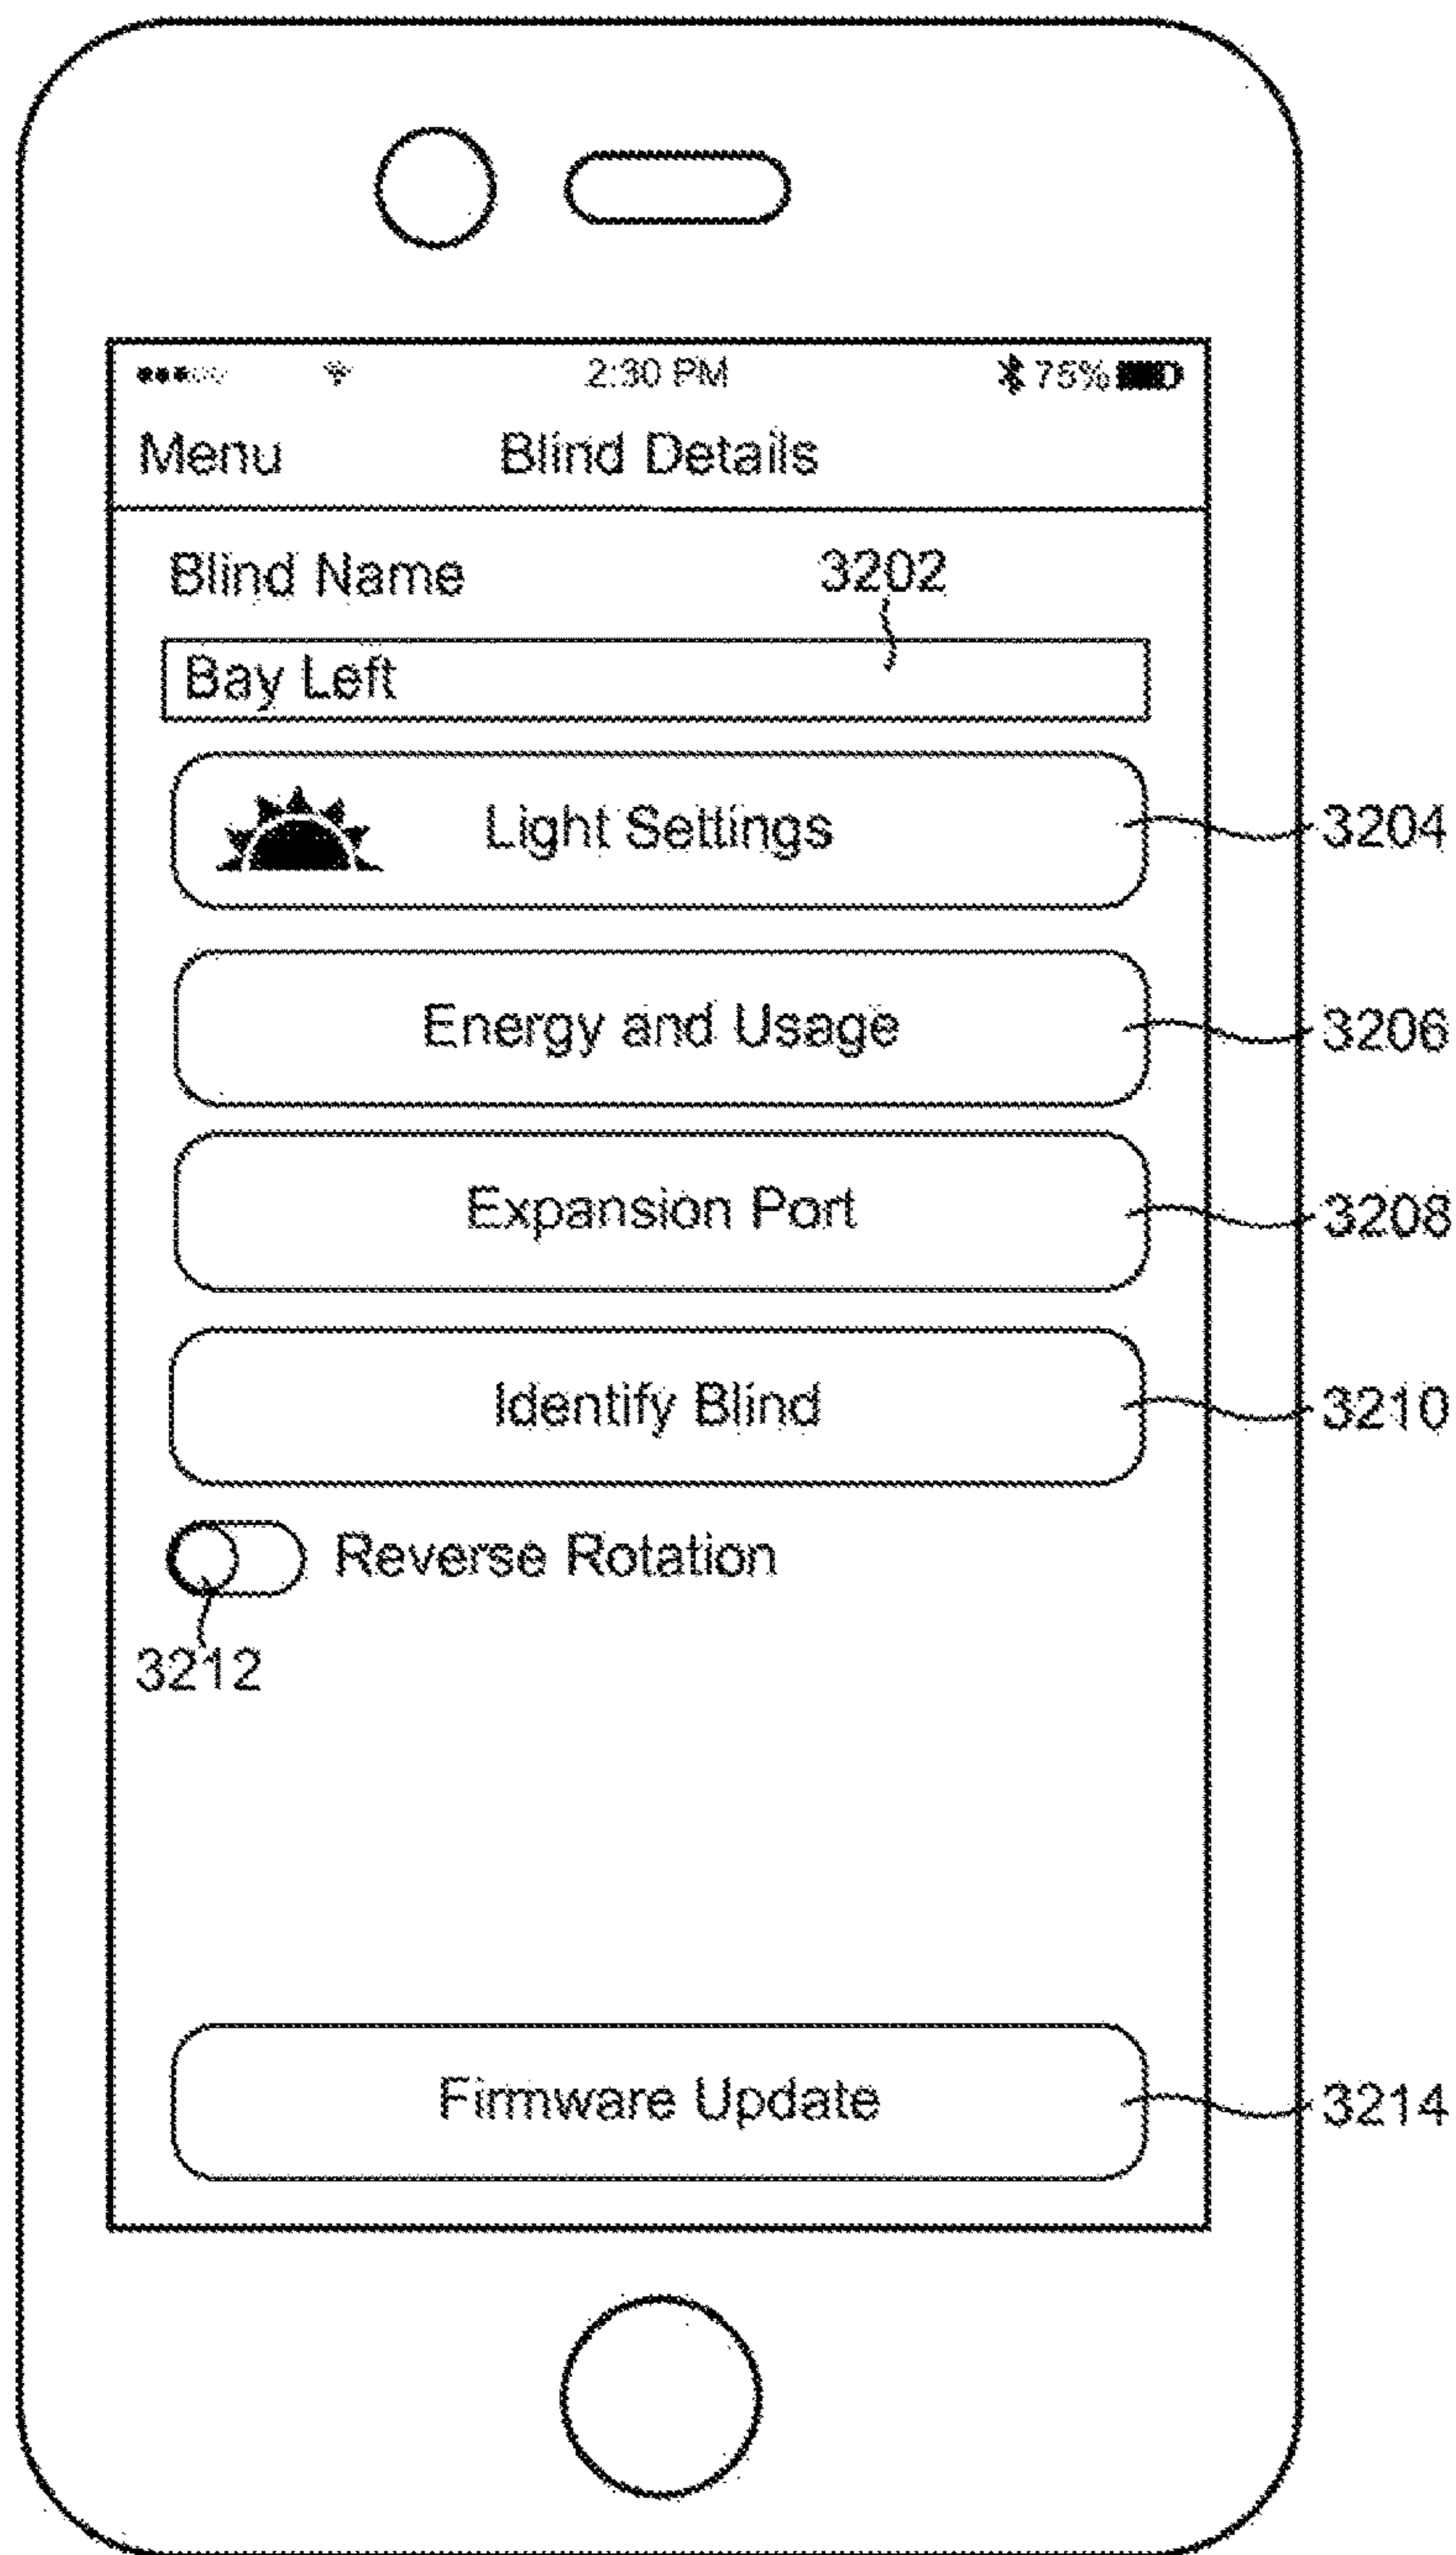 2:30 PM 75%
Menu Blind Details
Blind Name 3202
Bay Left
Light Settings 3204
Energy and Usage 3206
Expansion Port 3208
Identify Blind 3210
Reverse Rotation
3212
Firmware Update 3214